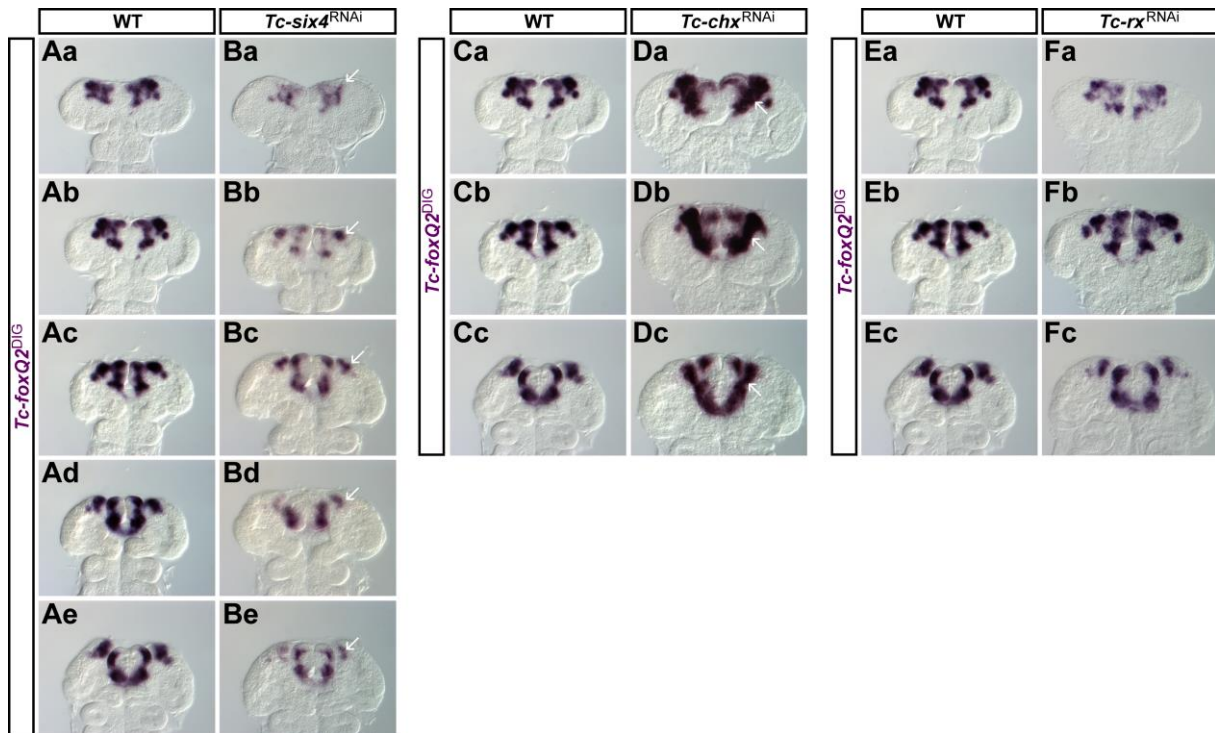 WT
Tc-six4RNAi
WT
Tc-chxRNAi
WT
Tc-rxRNAi
Tc-foxQ2DIG
Aa
Ba
Ab
Bb
Ac
Bc
Ad
Bd
Ae
Be
Tc-foxQ2DIG
Ca
Da
Cb
Db
Cc
Dc
Tc-foxQ2DIG
Ea
Fa
Eb
Fb
Ec
Fc